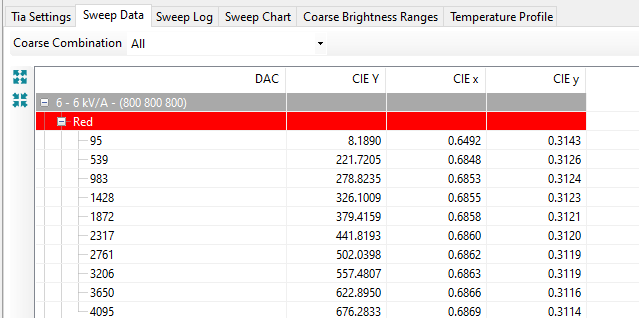 Tia Settings Sweep Data Sweep Log Sweep Chart Coarse Brightness Ranges Temperature Profile
Coarse Combination All
DAC CIE Y CIE x CIE y
6 - 6 kV/A - (800 800 800)
Red
95 8.1890 0.6492 0.3143
539 221.7205 0.6848 0.3126
983 278.8235 0.6853 0.3124
1428 326.1009 0.6855 0.3123
1872 379.4159 0.6858 0.3121
2317 441.8193 0.6860 0.3120
2761 502.0398 0.6862 0.3119
3206 557.4807 0.6863 0.3119
3650 622.8950 0.6866 0.3116
4095 676.2833 0.6869 0.3114